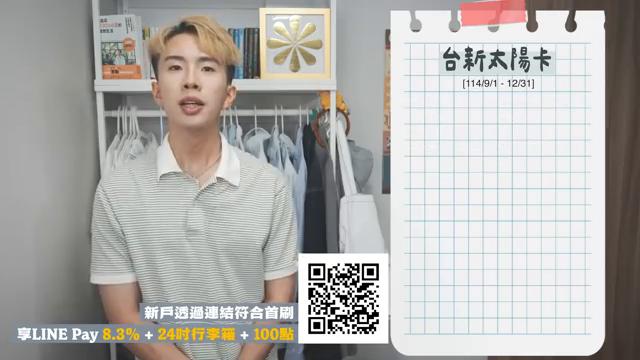 台新太陽卡
[114/9/1 - 12/31]
新戶透過連結符合首刷
享LINE Pay 8.3% + 24吋行李箱 + 100點